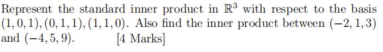 Represent the standard inner product in ℝ³ with respect to the basis
(1, 0, 1), (0, 1, 1), (1, 1, 0). Also find the inner product between (−2, 1, 3)
and (−4, 5, 9). [4 Marks]